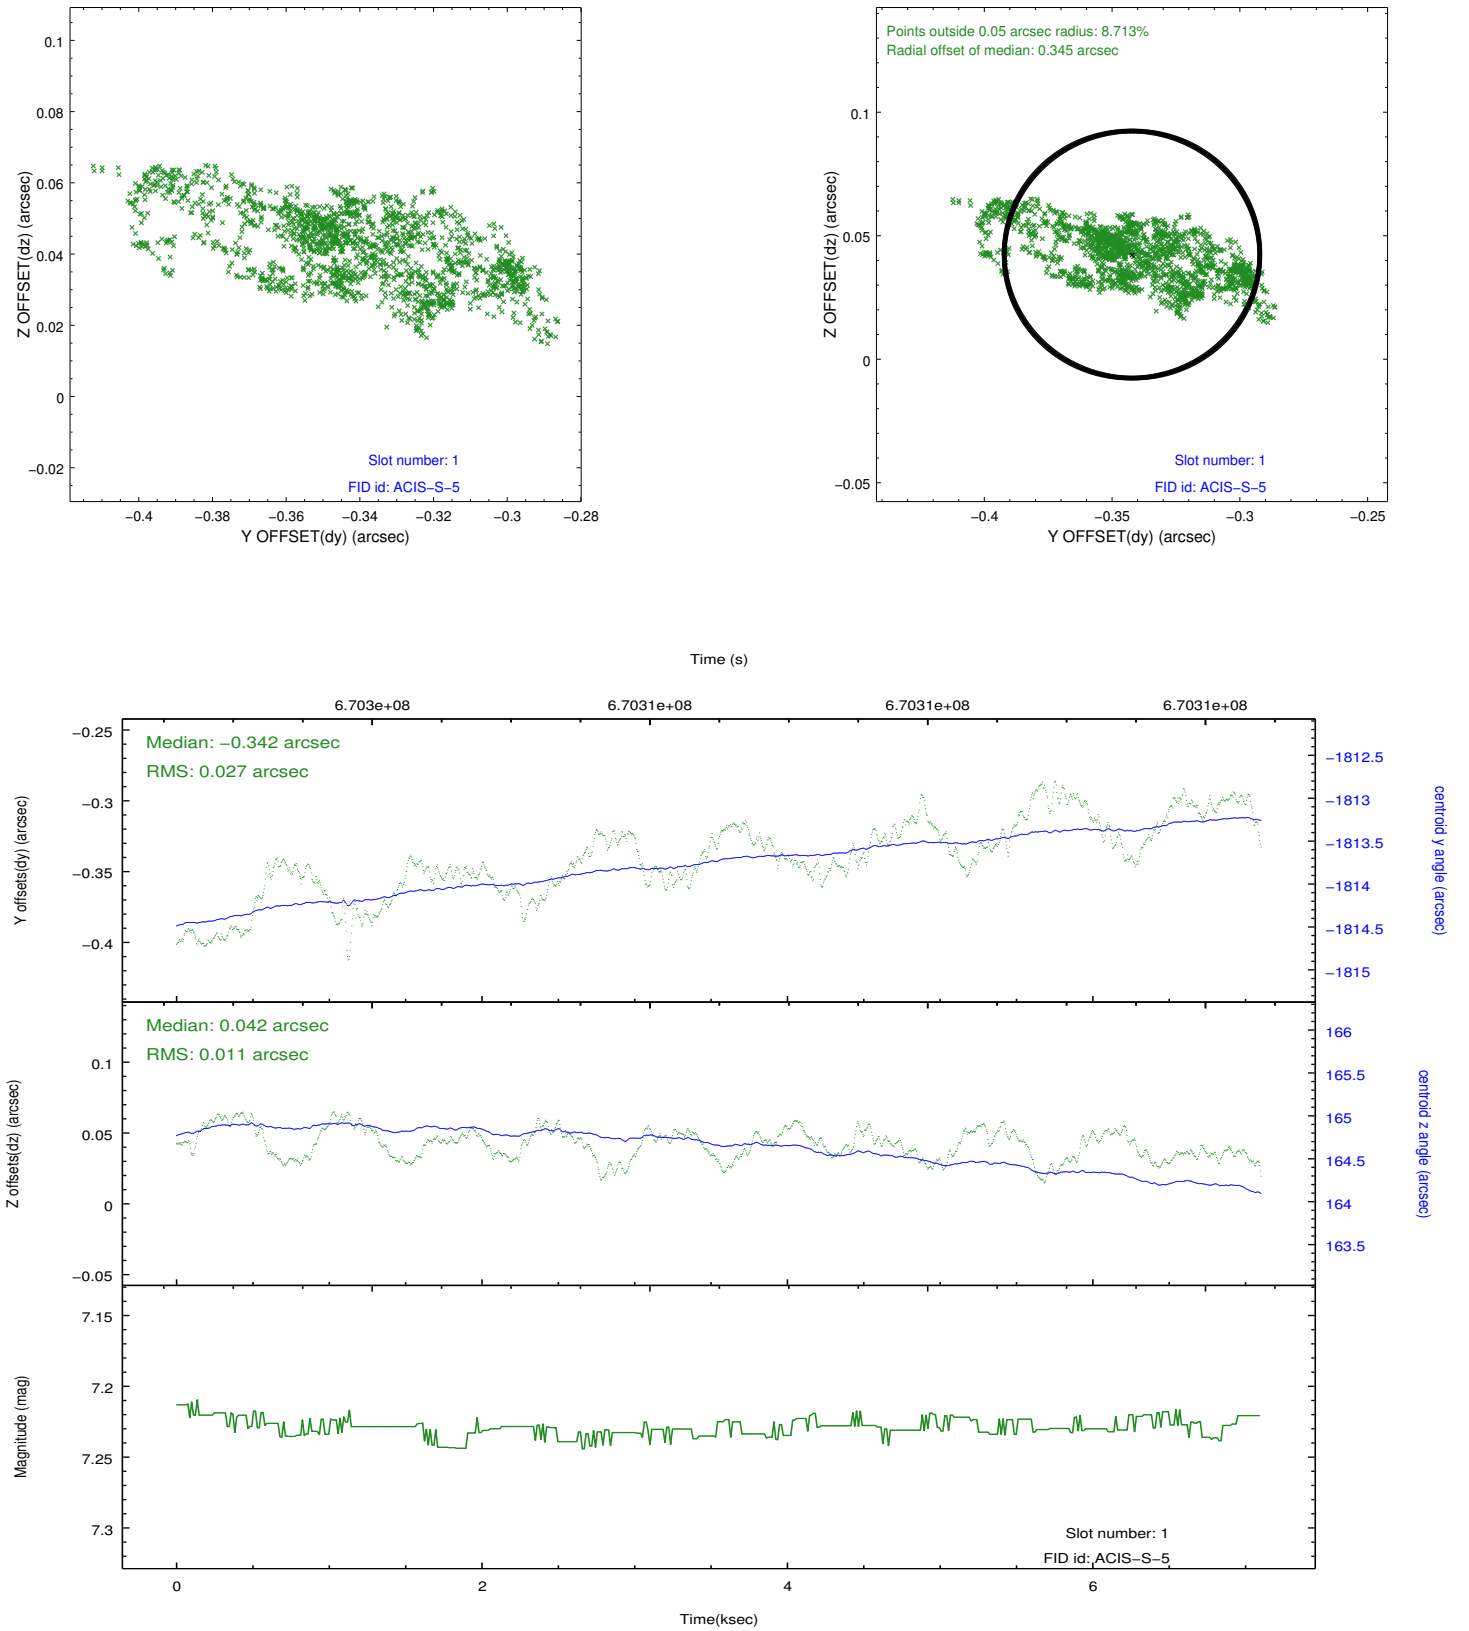 0.1
0.08
0.06
0.04
0.02
0
−0.02
Z OFFSET(dz) (arcsec)
Slot number: 1
FID id: ACIS−S−5
−0.4 −0.38 −0.36 −0.34 −0.32 −0.3 −0.28
Y OFFSET(dy) (arcsec)
Points outside 0.05 arcsec radius: 8.713%
Radial offset of median: 0.345 arcsec
0.1
0.05
0
−0.05
Z OFFSET(dz) (arcsec)
Slot number: 1
FID id: ACIS−S−5
−0.4 −0.35 −0.3 −0.25
Y OFFSET(dy) (arcsec)
Time (s)
6.703e+08 6.7031e+08 6.7031e+08 6.7031e+08
Median: −0.342 arcsec
RMS: 0.027 arcsec
−0.25
−0.3
−0.35
−0.4
Y offsets(dy) (arcsec)
−1812.5
−1813
−1813.5
−1814
−1814.5
−1815
centroid y angle (arcsec)
Median: 0.042 arcsec
RMS: 0.011 arcsec
0.1
0.05
0
−0.05
Z offsets(dz) (arcsec)
166
165.5
165
164.5
164
163.5
centroid z angle (arcsec)
7.15
7.2
7.25
7.3
Magnitude (mag)
Slot number: 1
FID id: ACIS−S−5
0 2 4 6
Time(ksec)